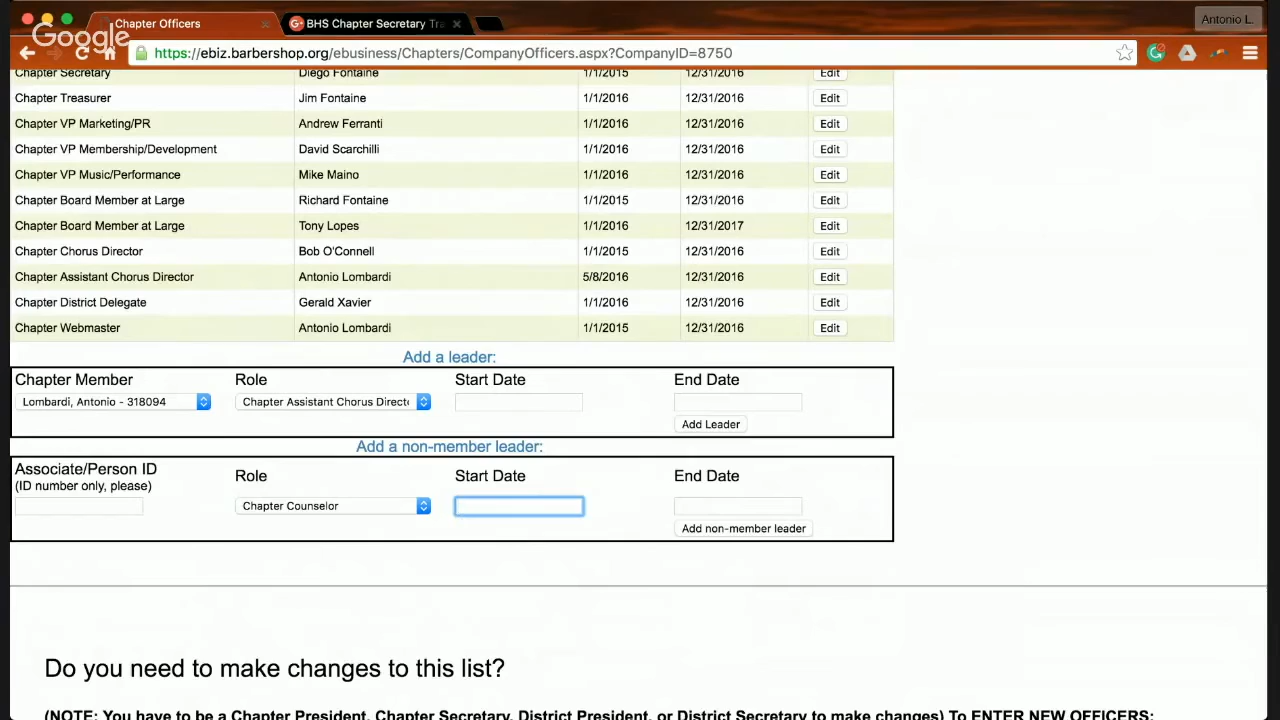 Chapter Officers
BHS Chapter Secretary Tra
Antonio L.
Google
https://ebiz.barbershop.org/ebusiness/Chapters/CompanyOfficers.aspx?CompanyID=8750
Chapter Secretary Diego Fontaine 1/1/2015 12/31/2016 Edit
Chapter Treasurer Jim Fontaine 1/1/2016 12/31/2016 Edit
Chapter VP Marketing/PR Andrew Ferranti 1/1/2016 12/31/2016 Edit
Chapter VP Membership/Development David Scarchilli 1/1/2016 12/31/2016 Edit
Chapter VP Music/Performance Mike Maino 1/1/2016 12/31/2016 Edit
Chapter Board Member at Large Richard Fontaine 1/1/2015 12/31/2016 Edit
Chapter Board Member at Large Tony Lopes 1/1/2016 12/31/2017 Edit
Chapter Chorus Director Bob O'Connell 1/1/2015 12/31/2016 Edit
Chapter Assistant Chorus Director Antonio Lombardi 5/8/2016 12/31/2016 Edit
Chapter District Delegate Gerald Xavier 1/1/2016 12/31/2016 Edit
Chapter Webmaster Antonio Lombardi 1/1/2015 12/31/2016 Edit
Add a leader:
Chapter Member Role Start Date End Date
Lombardi, Antonio - 318094 Chapter Assistant Chorus Directo
Add Leader
Add a non-member leader:
Associate/Person ID Role Start Date End Date
(ID number only, please)
Chapter Counselor
Add non-member leader
Do you need to make changes to this list?
(NOTE: You have to be a Chapter President, Chapter Secretary, District President, or District Secretary to make changes) To ENTER NEW OFFICERS: